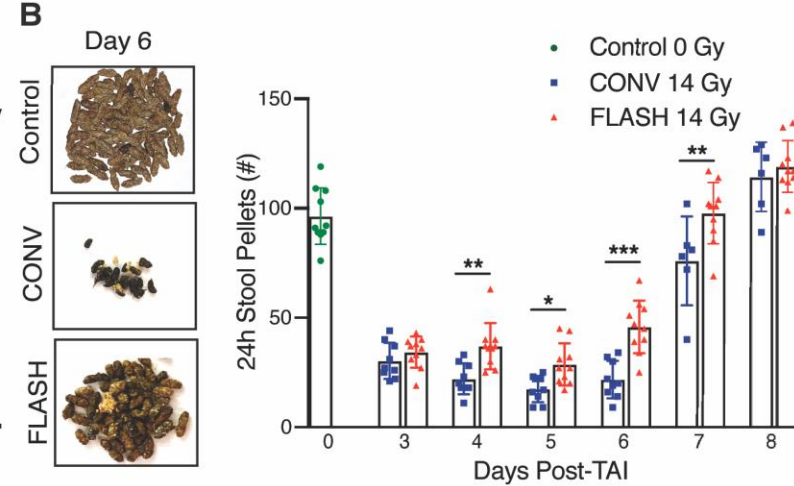 B
Day 6
Control
CONV
FLASH
Control 0 Gy
CONV 14 Gy
FLASH 14 Gy
24h Stool Pellets (#)
150
100
50
0
**
*
***
**
0 3 4 5 6 7 8
Days Post-TAI